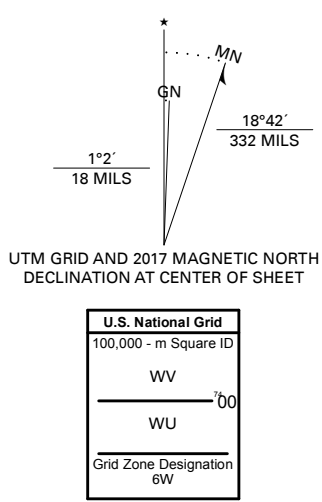 ★
MN
GN
18°42´
332 MILS
1°2´
18 MILS
UTM GRID AND 2017 MAGNETIC NORTH
DECLINATION AT CENTER OF SHEET
U.S. National Grid
100,000 - m Square ID
WV
7400
WU
Grid Zone Designation
6W